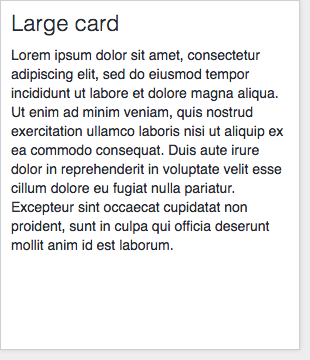 Large card
Lorem ipsum dolor sit amet, consectetur
adipiscing elit, sed do eiusmod tempor
incididunt ut labore et dolore magna aliqua.
Ut enim ad minim veniam, quis nostrud
exercitation ullamco laboris nisi ut aliquip ex
ea commodo consequat. Duis aute irure
dolor in reprehenderit in voluptate velit esse
cillum dolore eu fugiat nulla pariatur.
Excepteur sint occaecat cupidatat non
proident, sunt in culpa qui officia deserunt
mollit anim id est laborum.